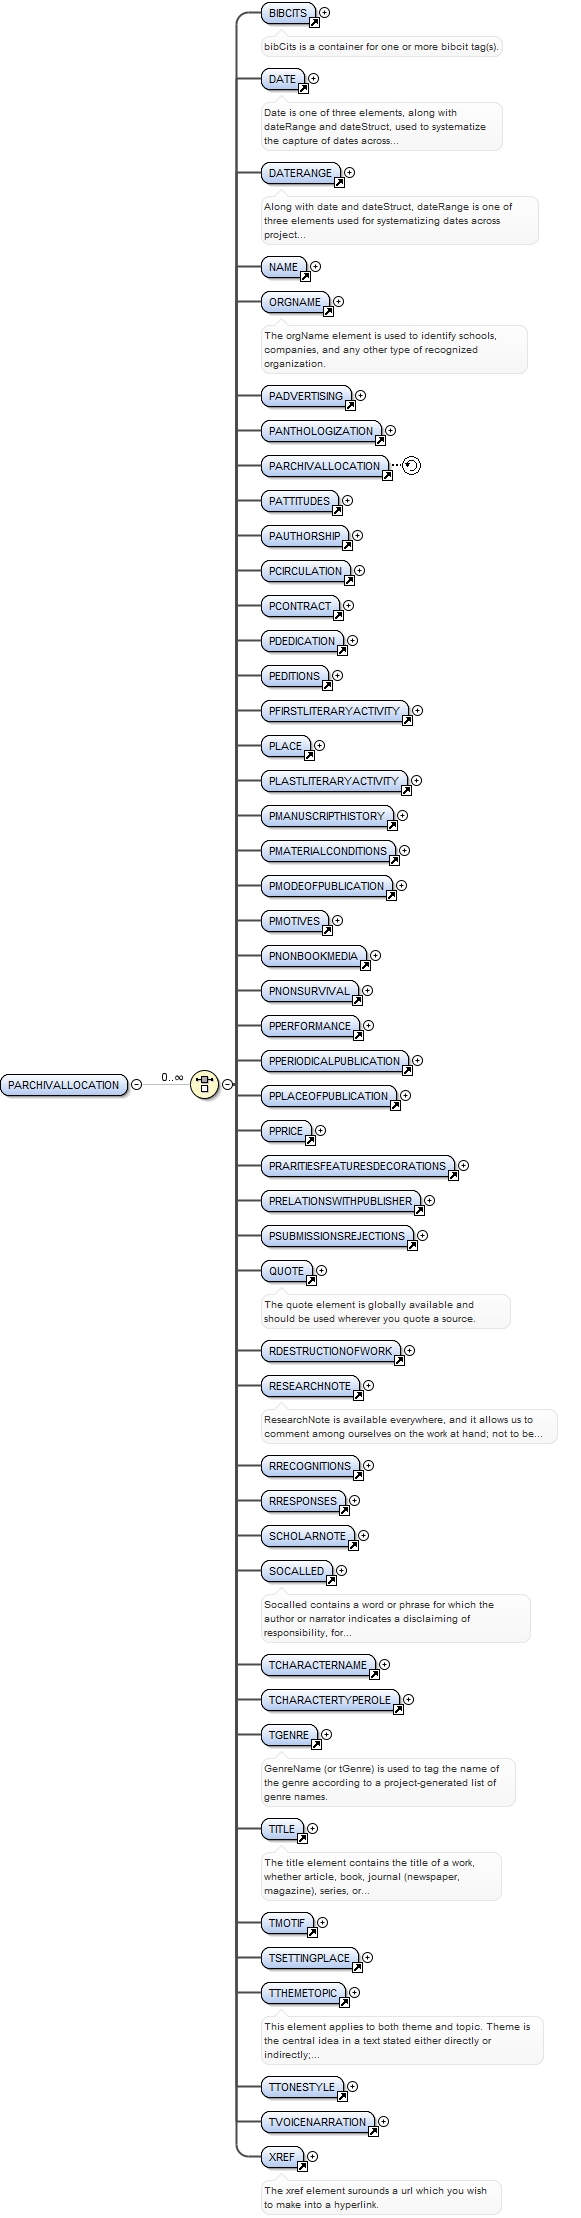 BIBCITS
bibCits is a container for one or more bibcit tag(s).
DATE
Date is one of three elements, along with
dateRange and dateStruct, used to systematize
the capture of dates across...
DATERANGE
Along with date and dateStruct, dateRange is one of
three elements used for systematizing dates across
project...
NAME
ORGNAME
The orgName element is used to identify schools,
companies, and any other type of recognized
organization.
PADVERTISING
PANTHOLOGIZATION
PARCHIVALLOCATION
PATTITUDES
PAUTHORSHIP
PCIRCULATION
PCONTRACT
PDEDICATION
PEDITIONS
PFIRSTLITERARYACTIVITY
PLACE
PLASTLITERARYACTIVITY
PMANUSCRIPTHISTORY
PMATERIALCONDITIONS
PMODEOFPUBLICATION
PMOTIVES
PNONBOOKMEDIA
PNONSURVIVAL
PPERFORMANCE
PPERIODICALPUBLICATION
PARCHIVALLOCATION 0..∞
PPLACEOFPUBLICATION
PPRICE
PRARITIESFEATURESDECORATIONS
PRELATIONSWITHPUBLISHER
PSUBMISSIONSREJECTIONS
QUOTE
The quote element is globally available and
should be used wherever you quote a source.
RDESTRUCTIONOFWORK
RESEARCHNOTE
ResearchNote is available everywhere, and it allows us to
comment among ourselves on the work at hand; not to be...
RRECOGNITIONS
RRESPONSES
SCHOLARNOTE
SOCALLED
Socalled contains a word or phrase for which the
author or narrator indicates a disclaiming of
responsibility, for...
TCHARACTERNAME
TCHARACTERTYPEROLE
TGENRE
GenreName (or tGenre) is used to tag the name of
the genre according to a project-generated list of
genre names.
TITLE
The title element contains the title of a work,
whether article, book, journal (newspaper,
magazine), series, or...
TMOTIF
TSETTINGPLACE
TTHEMETOPIC
This element applies to both theme and topic. Theme is
the central idea in a text stated either directly or
indirectly;...
TTONESTYLE
TVOICENARRATION
XREF
The xref element surounds a url which you wish
to make into a hyperlink.